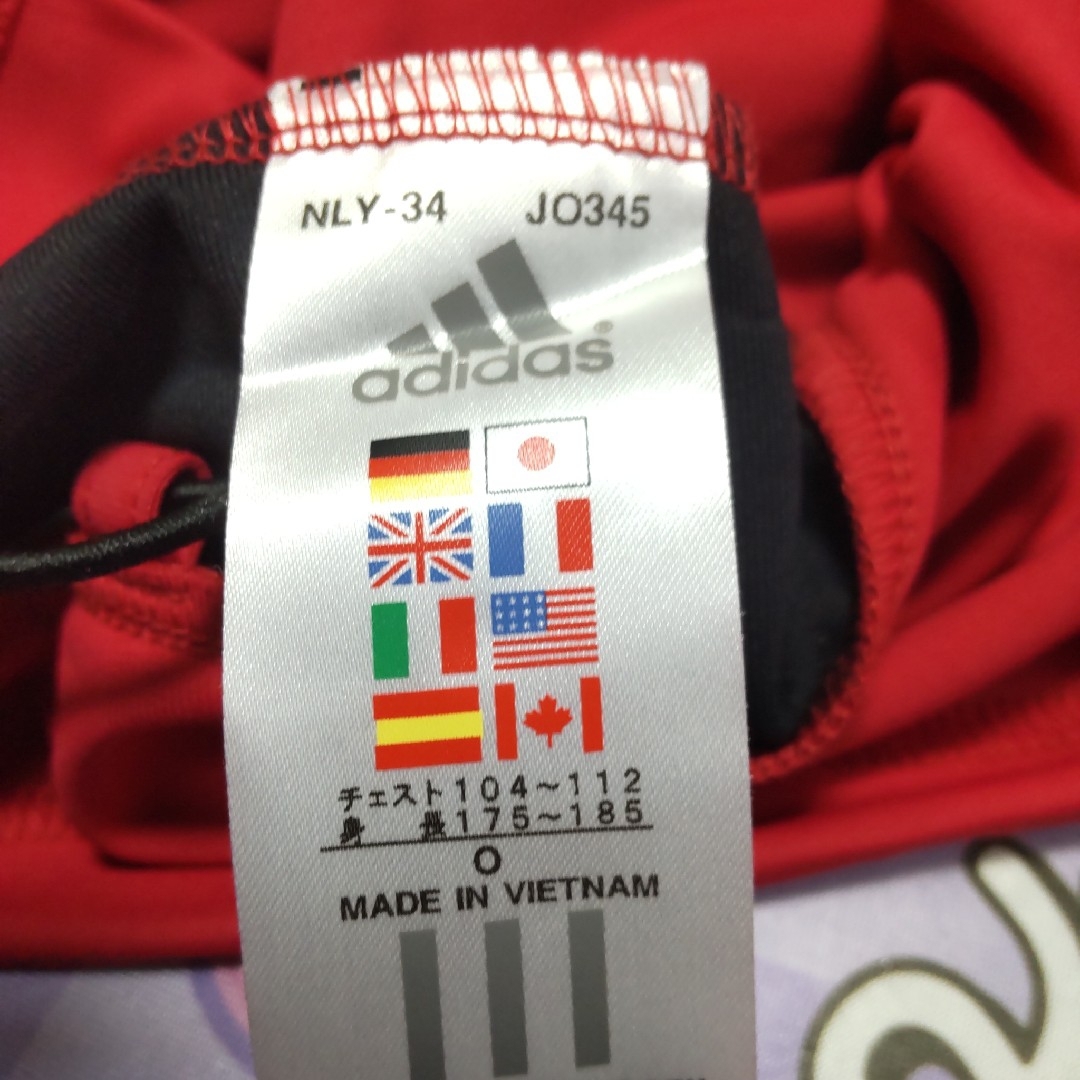 NLY-34 JO345
adidas®
チェスト104～112
身 長175～185
O
MADE IN VIETNAM